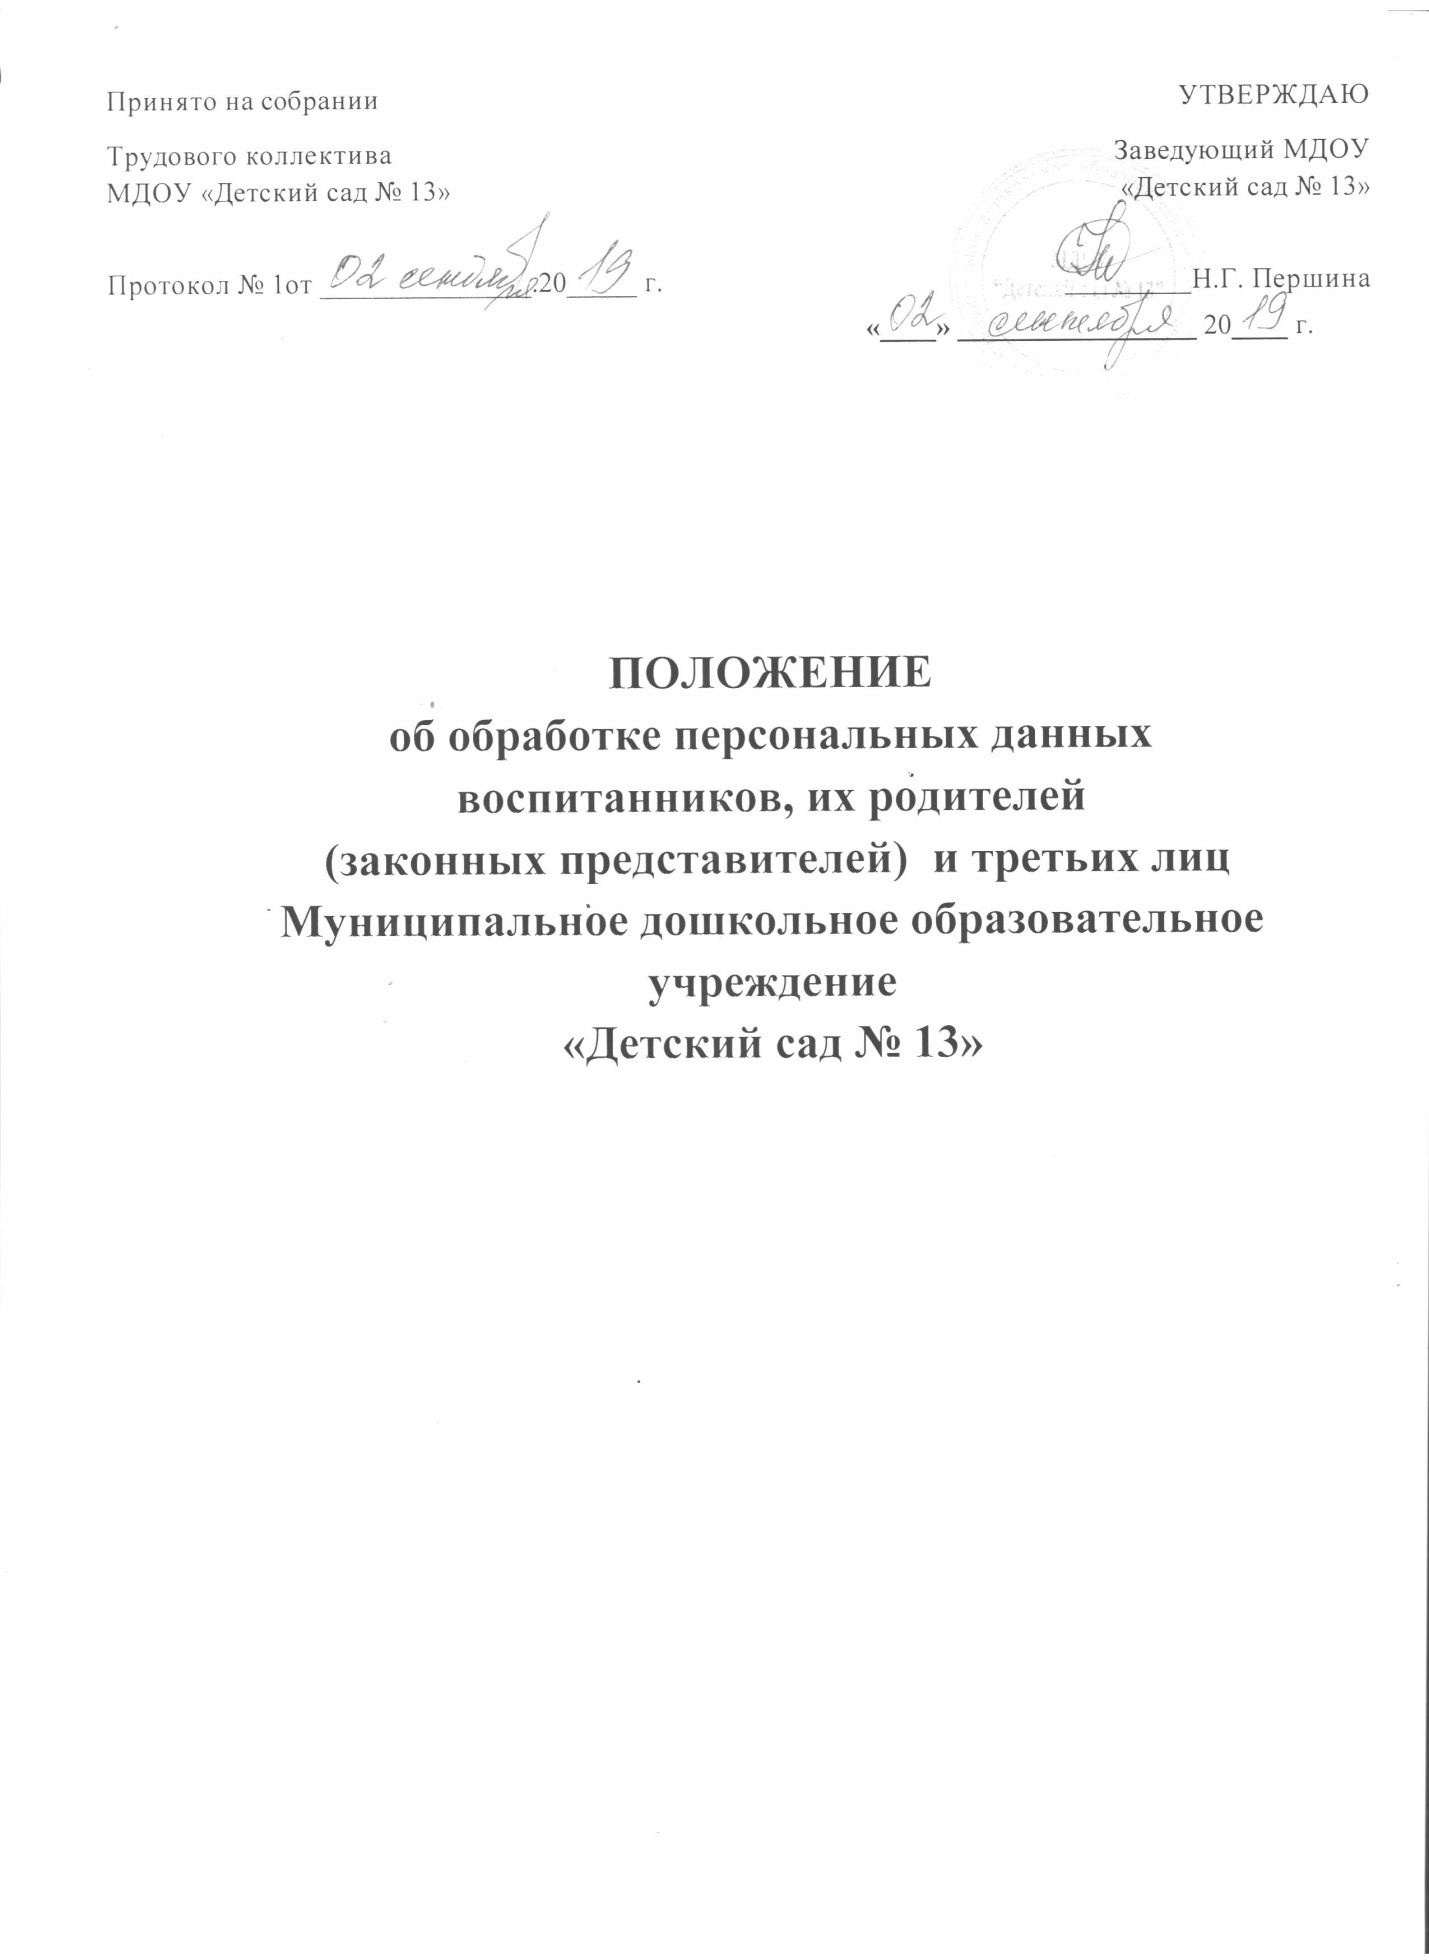 Принято на собрании
Трудового коллектива
МДОУ «Детский сад № 13»
Протокол № 1от 02 сентября 2019 г.
УТВЕРЖДАЮ
Заведующий МДОУ
«Детский сад № 13»
Н.Г. Першина
«02» сентября 2019 г.
ПОЛОЖЕНИЕ
об обработке персональных данных
воспитанников, их родителей
(законных представителей) и третьих лиц
Муниципальное дошкольное образовательное
учреждение
«Детский сад № 13»